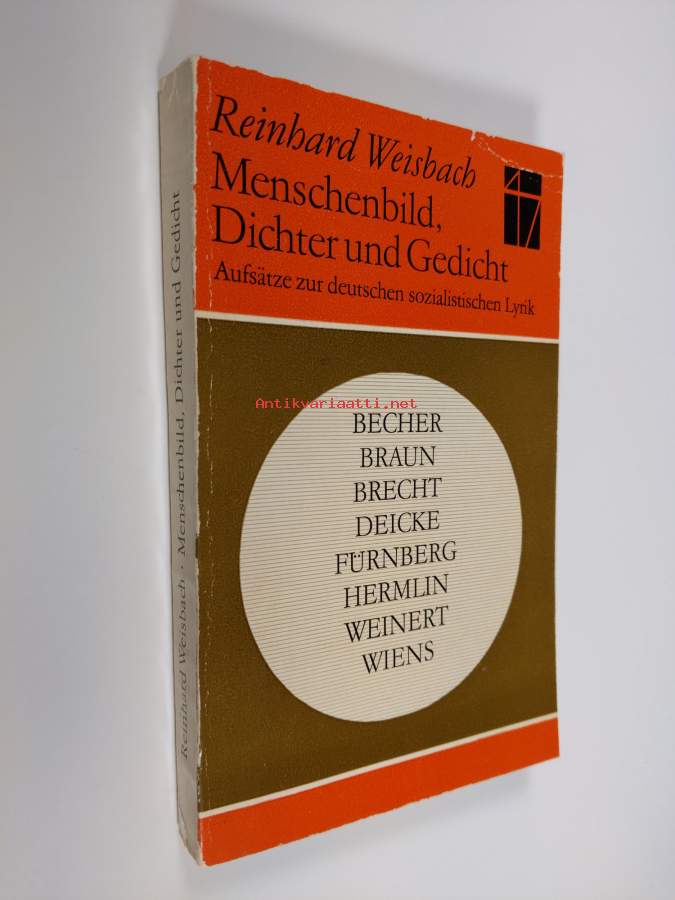 Reinhard Weisbach
Menschenbild,
Dichter und Gedicht
Aufsätze zur deutschen sozialistischen Lyrik
Antikvariaatti.net
BECHER
BRAUN
BRECHT
DEICKE
FÜRNBERG
HERMLIN
WEINERT
WIENS
Reinhard Weisbach · Menschenbild, Dichter und Gedicht